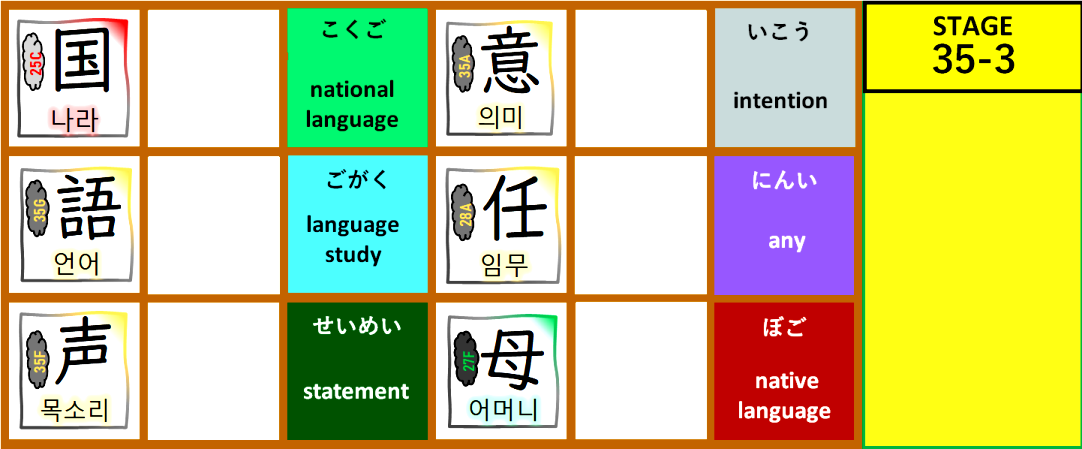 25C
国
나라
こくご
national
language
35A
意
의미
いこう
intention
STAGE
35-3
35G
語
언어
ごがく
language
study
28A
任
임무
にんい
any
35F
声
목소리
せいめい
statement
27F
母
어머니
ぼご
native
language